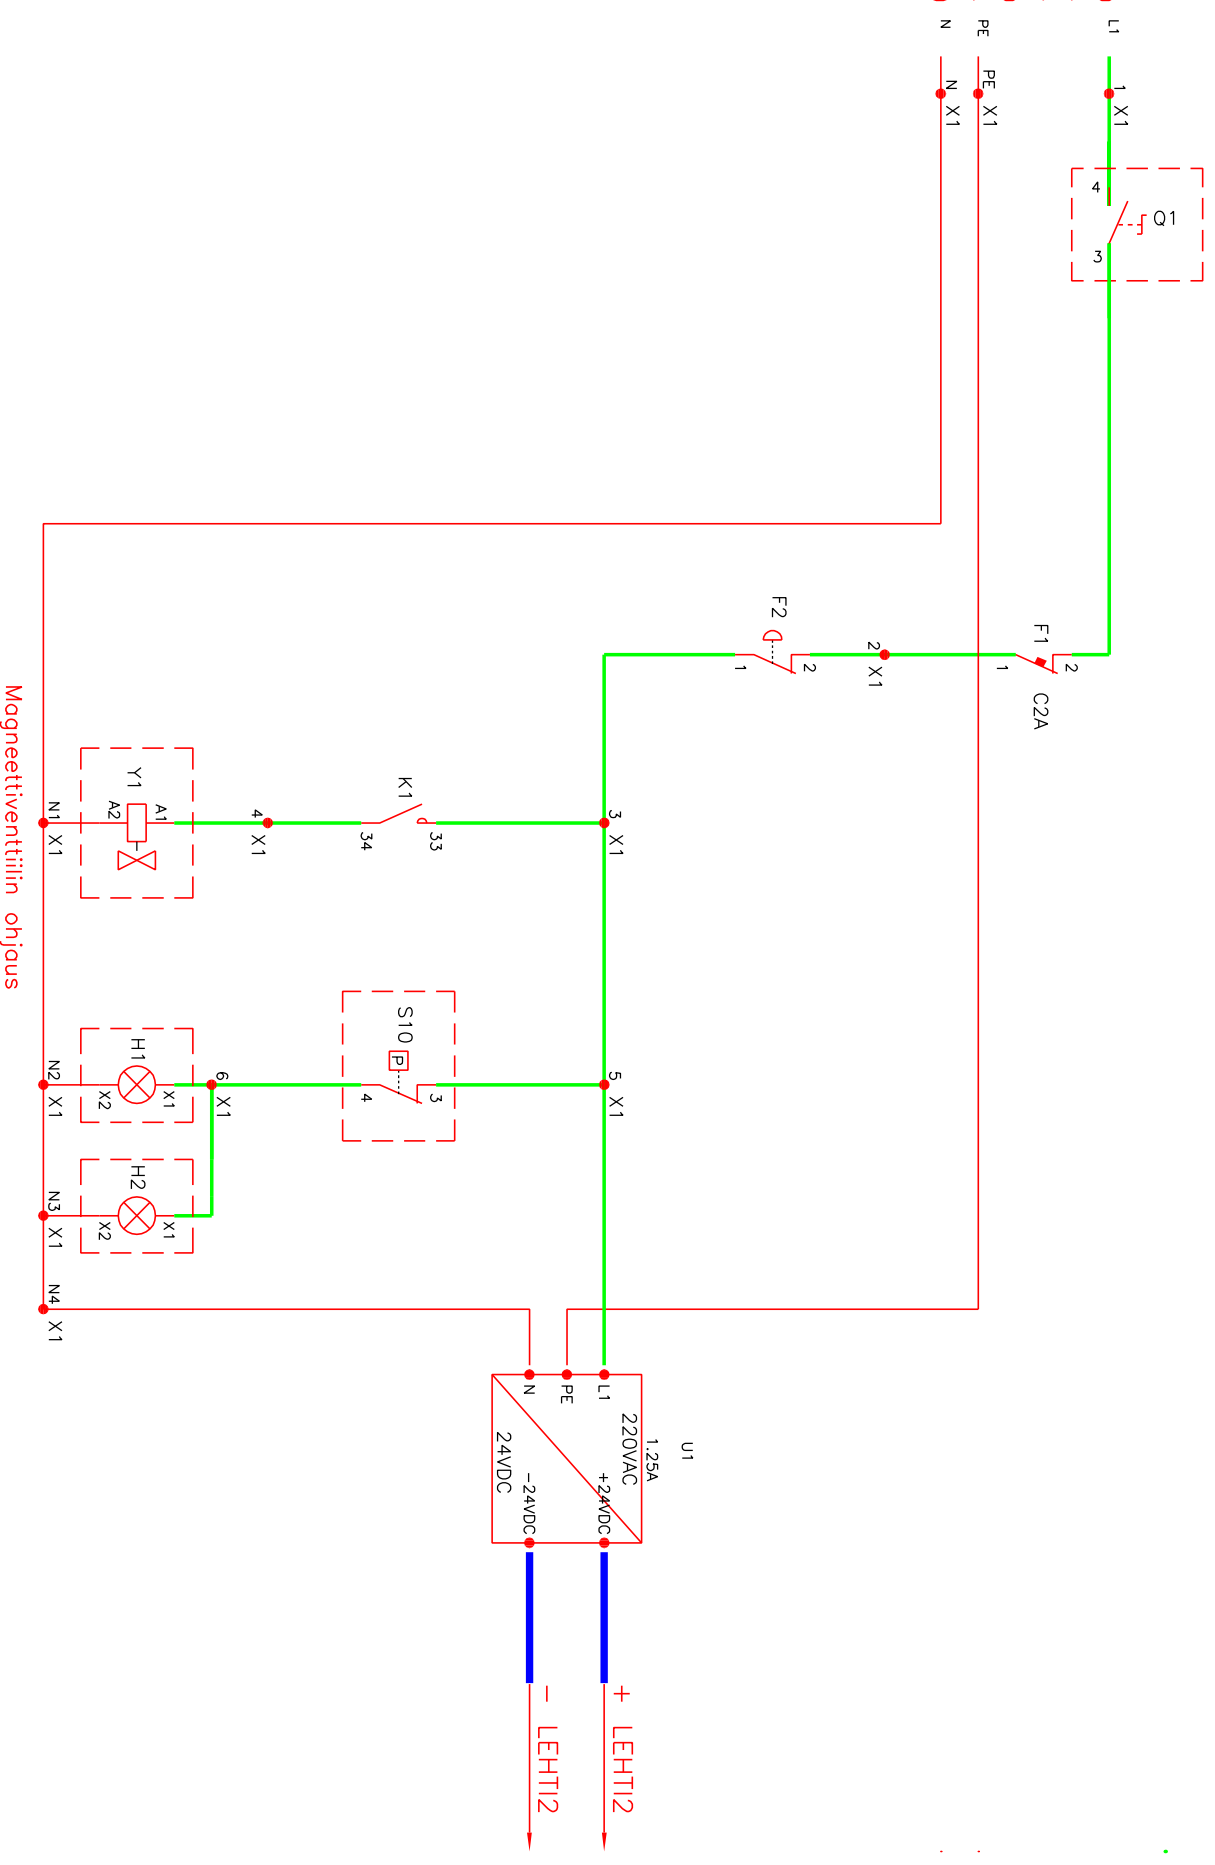 L1
PE
N
1
X1
PE
X1
N
X1
4
Q1
3
F1
2
1
C2A
2
X1
F2
2
1
3
X1
K1
33
34
4
X1
Y1
A1
A2
N1
X1
Magneettiventtiilin ohjaus
5
X1
S10
P
3
4
6
X1
H1
X1
X2
N2
X1
H2
X1
X2
N3
X1
N4
X1
U1
1.25A
220VAC
L1
PE
N
24VDC
+24VDC
-24VDC
+ LEHTI2
- LEHTI2